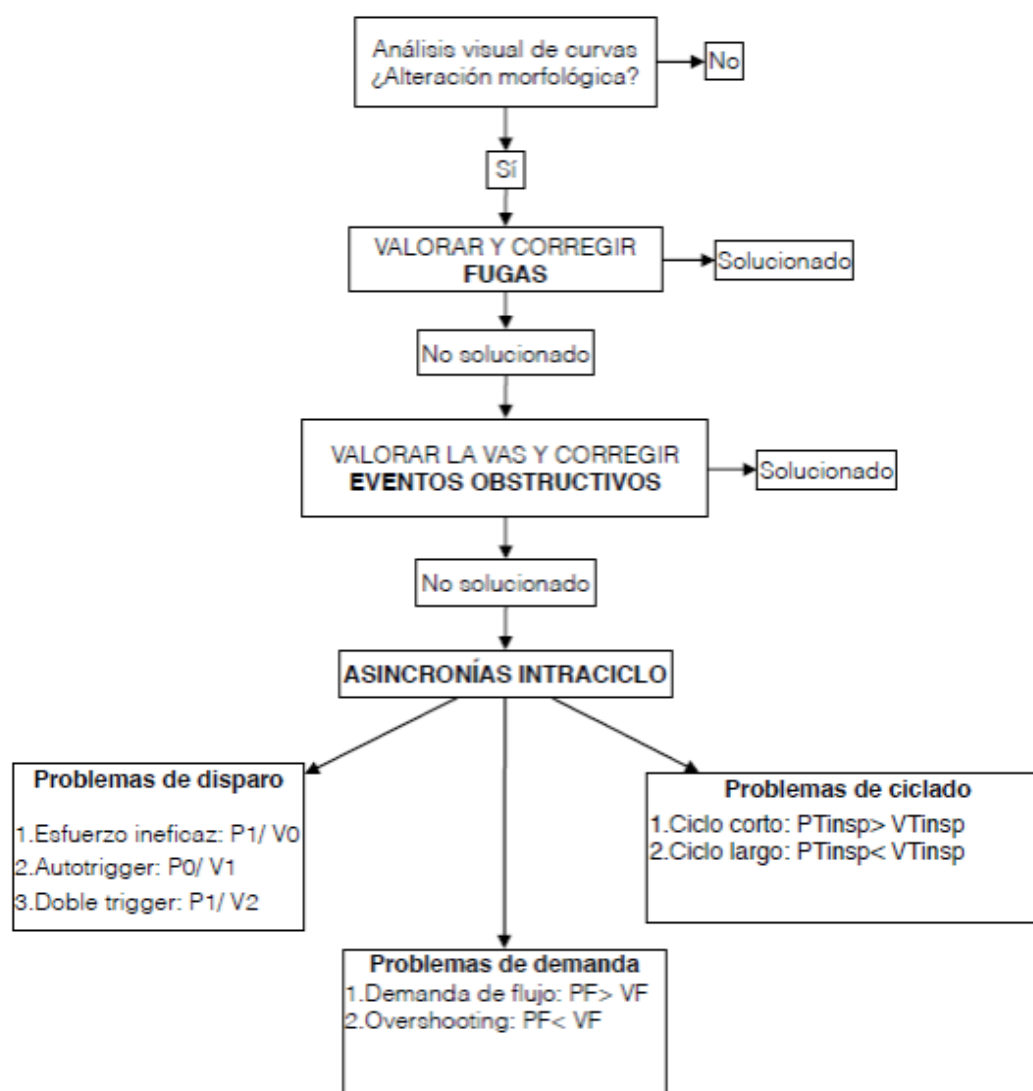 Análisis visual de curvas
¿Alteración morfológica?
No
Sí
VALORAR Y CORREGIR
FUGAS
Solucionado
No solucionado
VALORAR LA VAS Y CORREGIR
EVENTOS OBSTRUCTIVOS
Solucionado
No solucionado
ASINCRONÍAS INTRACICLO
Problemas de disparo
1.Esfuerzo ineficaz: P1/ V0
2.Autotrigger: P0/ V1
3.Doble trigger: P1/ V2
Problemas de ciclado
1.Ciclo corto: PTinsp> VTinsp
2.Ciclo largo: PTinsp< VTinsp
Problemas de demanda
1.Demanda de flujo: PF> VF
2.Overshooting: PF< VF